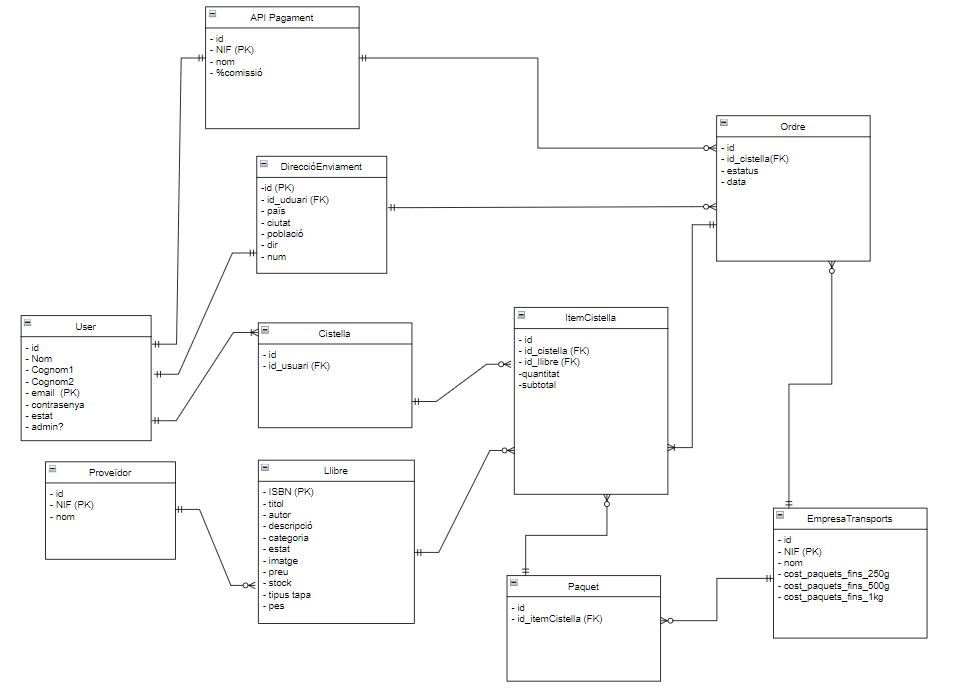 API Pagament
- id
- NIF (PK)
- nom
- %comissió
DireccióEnviament
-id (PK)
- id_uduari (FK)
- país
- ciutat
- població
- dir
- num
Ordre
- id
- id_cistella(FK)
- estatus
- data
User
- id
- Nom
- Cognom1
- Cognom2
- email  (PK)
- contrasenya
- estat
- admin?
Cistella
- id
- id_usuari (FK)
ItemCistella
- id
- id_cistella (FK)
- id_llibre (FK)
-quantitat
-subtotal
Proveïdor
- id
- NIF (PK)
- nom
Llibre
- ISBN (PK)
- titol
- autor
- descripció
- categoria
- estat
- imatge
- preu
- stock
- tipus tapa
- pes
Paquet
- id
- id_itemCistella (FK)
EmpresaTransports
- id
- NIF (PK)
- nom
- cost_paquets_fins_250g
- cost_paquets_fins_500g
- cost_paquets_fins_1kg